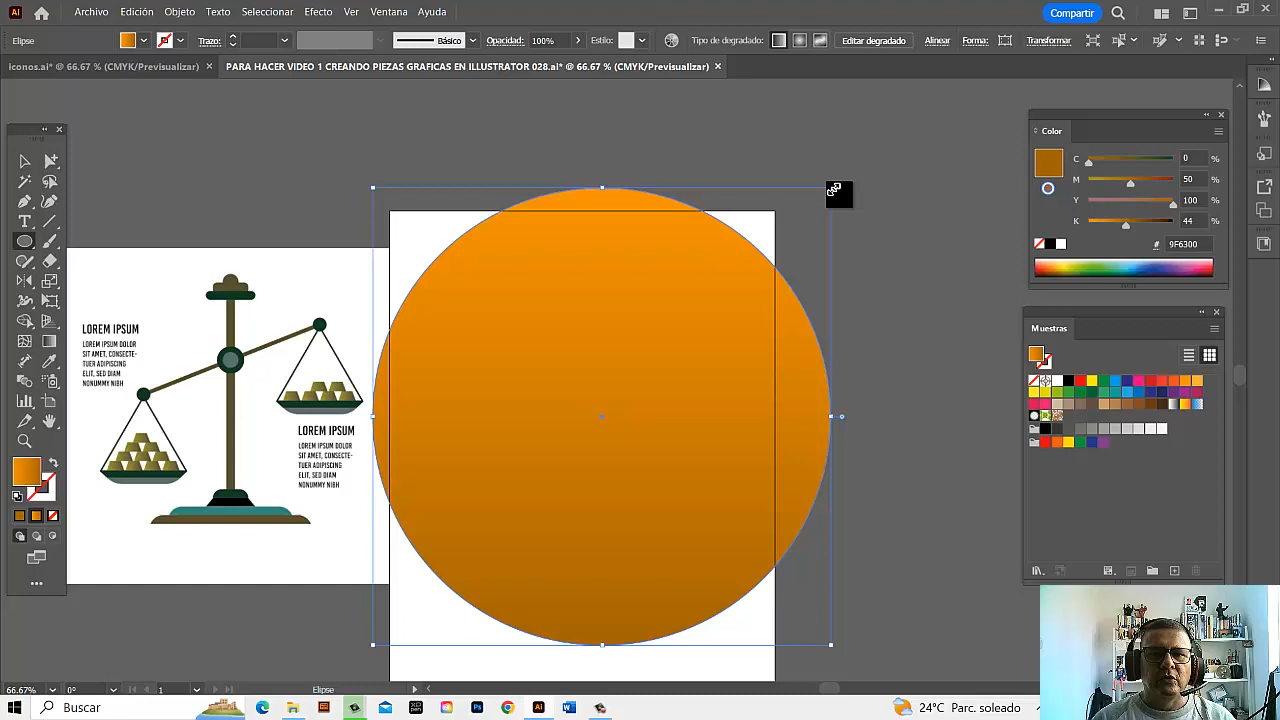 Ai
Archivo Edición Objeto Texto Seleccionar Efecto Ver Ventana Ayuda
Compartir
Elipse
Trazo:
Básico
Opacidad: 100%
Estilo:
Tipo de degradado:
Editar degradado
Alinear
Forma:
Transformar
iconos.ai* @ 66.67 % (CMYK/Previsualizar) ×
PARA HACER VIDEO 1 CREANDO PIEZAS GRAFICAS EN ILLUSTRATOR 028.ai* @ 66.67 % (CMYK/Previsualizar) ×
Color
C 0 %
M 50 %
Y 100 %
K 44 %
# 9F6300
Muestras
LOREM IPSUM
LOREM IPSUM DOLOR
SIT AMET, CONSECTE-
TUER ADIPISCING
ELIT, SED DIAM
NONUMMY NIBH
LOREM IPSUM
LOREM IPSUM DOLOR
SIT AMET, CONSECTE-
TUER ADIPISCING
ELIT, SED DIAM
NONUMMY NIBH
66.67% 0° 1 Elipse
Buscar
24°C Parc. soleado